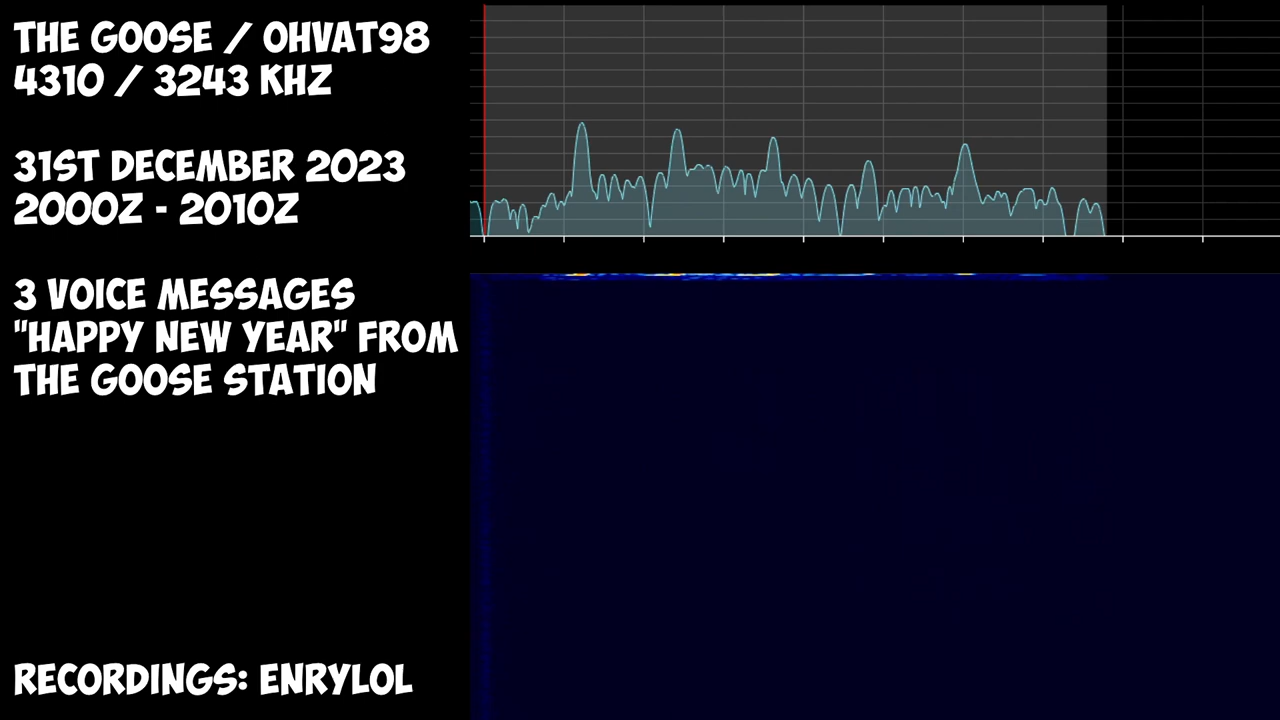 THE GOOSE / OHVAT98
4310 / 3243 KHZ
31ST DECEMBER 2023
2000Z - 2010Z
3 VOICE MESSAGES
"HAPPY NEW YEAR" FROM
THE GOOSE STATION
RECORDINGS: ENRYLOL